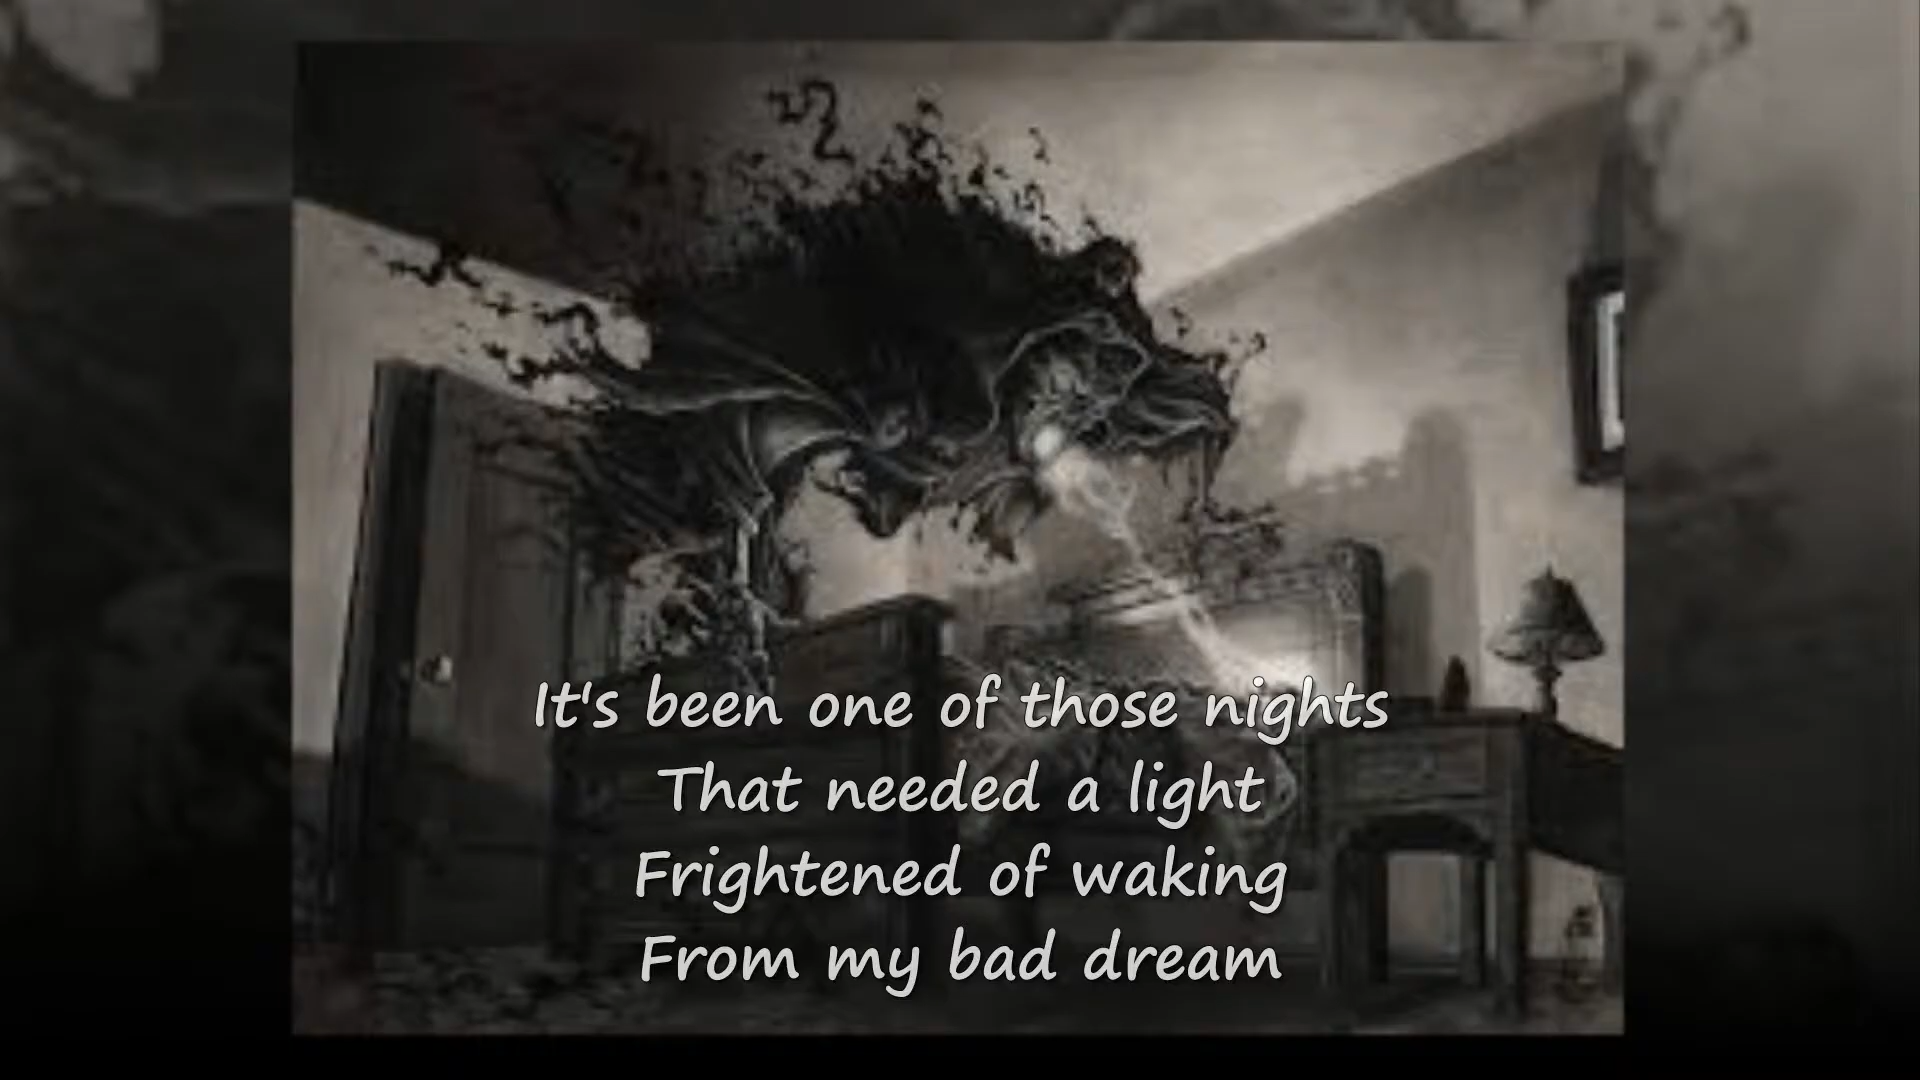 It's been one of those nights
That needed a light
Frightened of waking
From my bad dream